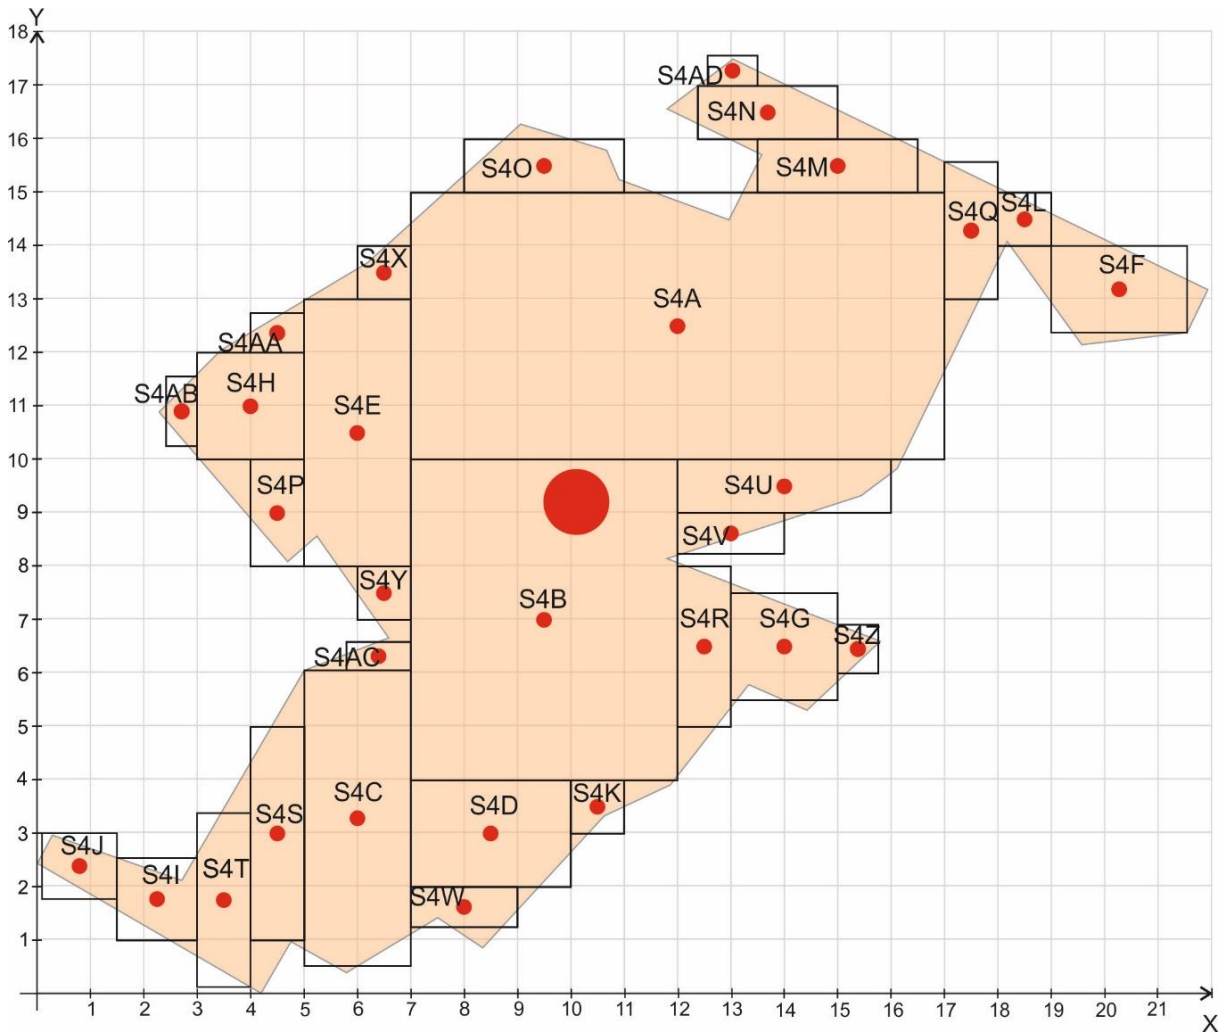 Y
18
S4AD
17
S4N
16
S4O
S4M
15
S4Q
S4L
14
S4X
S4F
13
S4A
12
S4AA
S4AB
S4H
11
S4E
10
S4P
S4U
9
S4V
8
S4Y
S4B
S4R
S4G
7
S4Z
S4AC
6
5
4
S4C
S4D
S4K
S4S
3
S4J
S4I
S4T
2
S4W
1
1 2 3 4 5 6 7 8 9 10 11 12 13 14 15 16 17 18 19 20 21
X